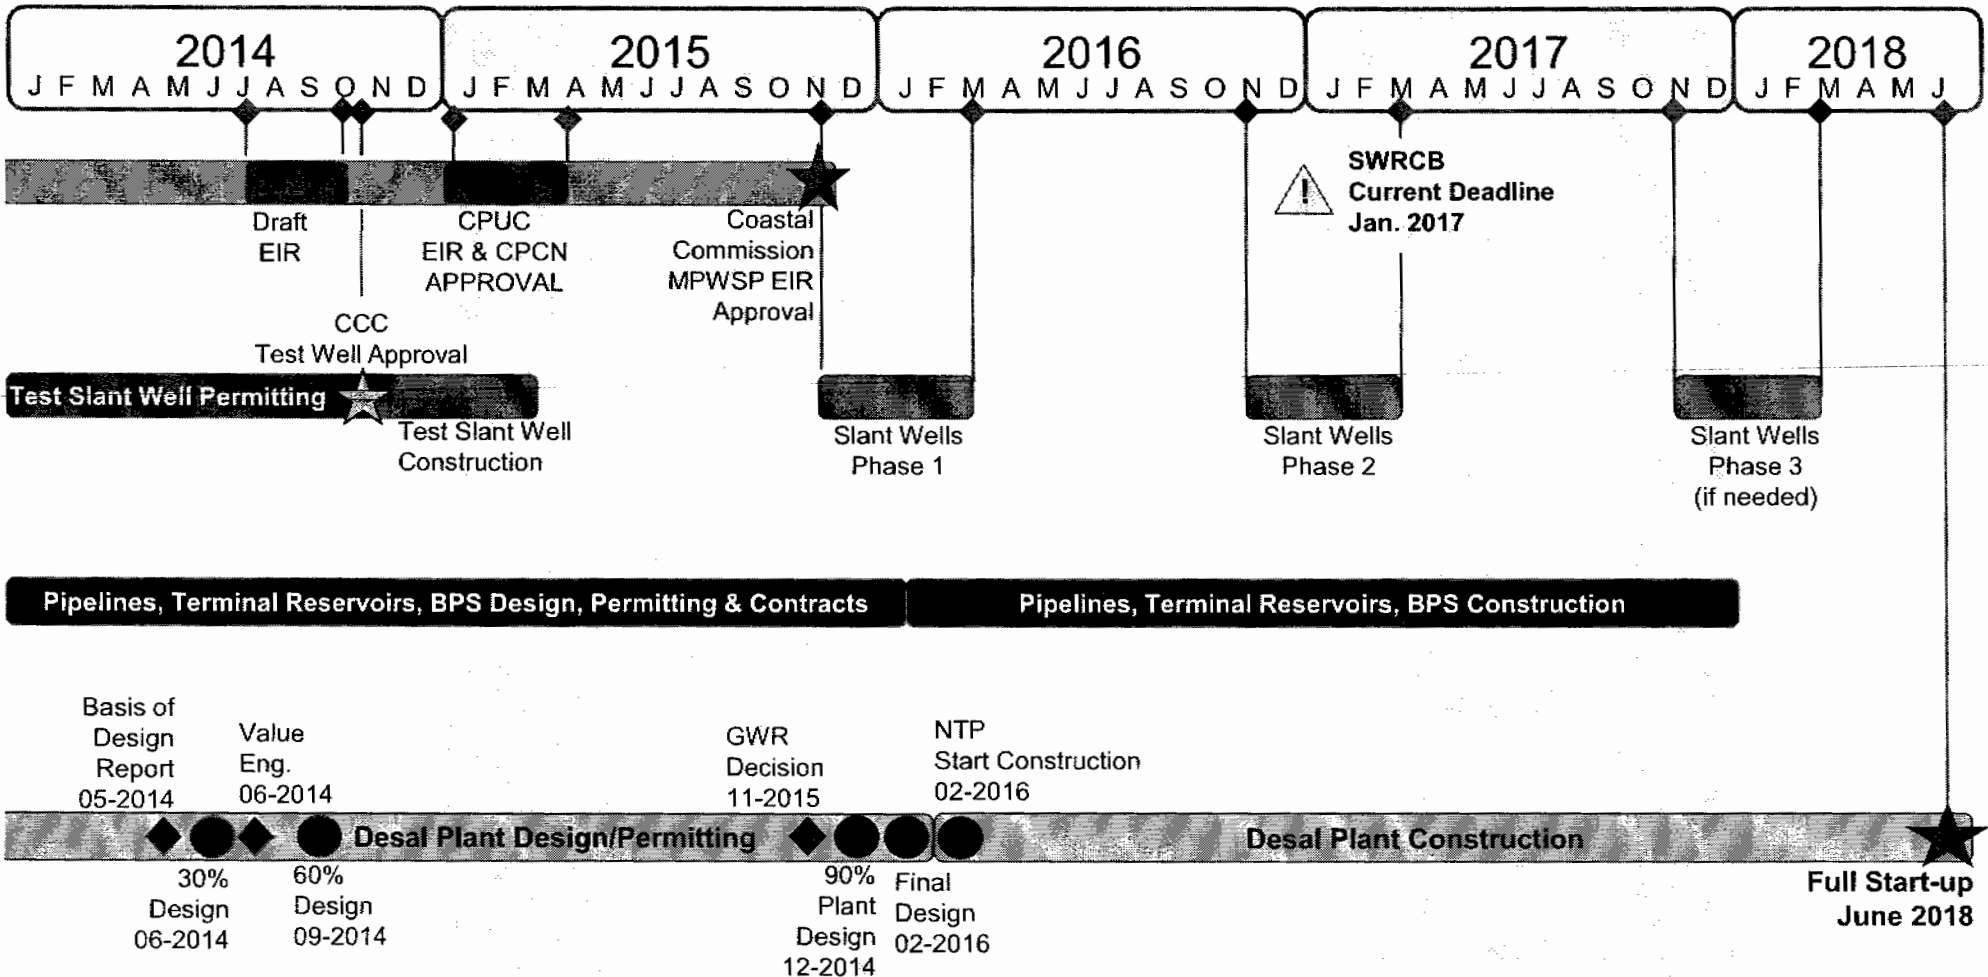 2014
2015
2016
2017
2018
J F M A M J J A S O N D
J F M A M J J A S O N D
J F M A M J J A S O N D
J F M A M J J A S O N D
J F M A M J
Draft
EIR
CPUC
EIR & CPCN
APPROVAL
Coastal
Commission
MPWSP EIR
Approval
!
SWRCB
Current Deadline
Jan. 2017
CCC
Test Well Approval
Test Slant Well Permitting
Test Slant Well
Construction
Slant Wells
Phase 1
Slant Wells
Phase 2
Slant Wells
Phase 3
(if needed)
Pipelines, Terminal Reservoirs, BPS Design, Permitting & Contracts
Pipelines, Terminal Reservoirs, BPS Construction
Basis of
Design
Report
05-2014
Value
Eng.
06-2014
GWR
Decision
11-2015
NTP
Start Construction
02-2016
Desal Plant Design/Permitting
Desal Plant Construction
30%
Design
06-2014
60%
Design
09-2014
90%
Plant
Design
12-2014
Final
Design
02-2016
Full Start-up
June 2018